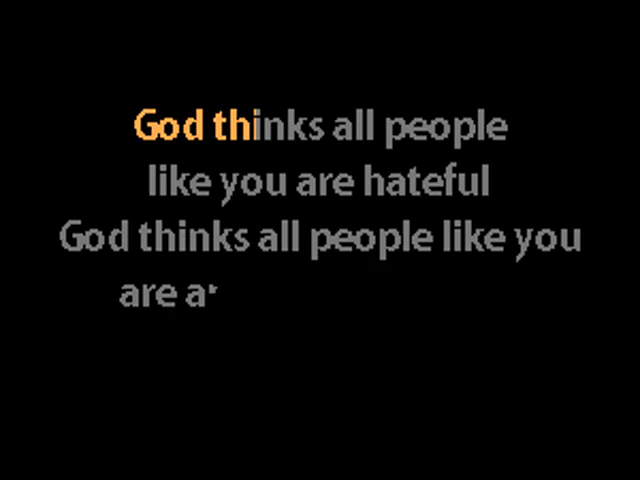 God thinks all people
like you are hateful
God thinks all people like you
are a